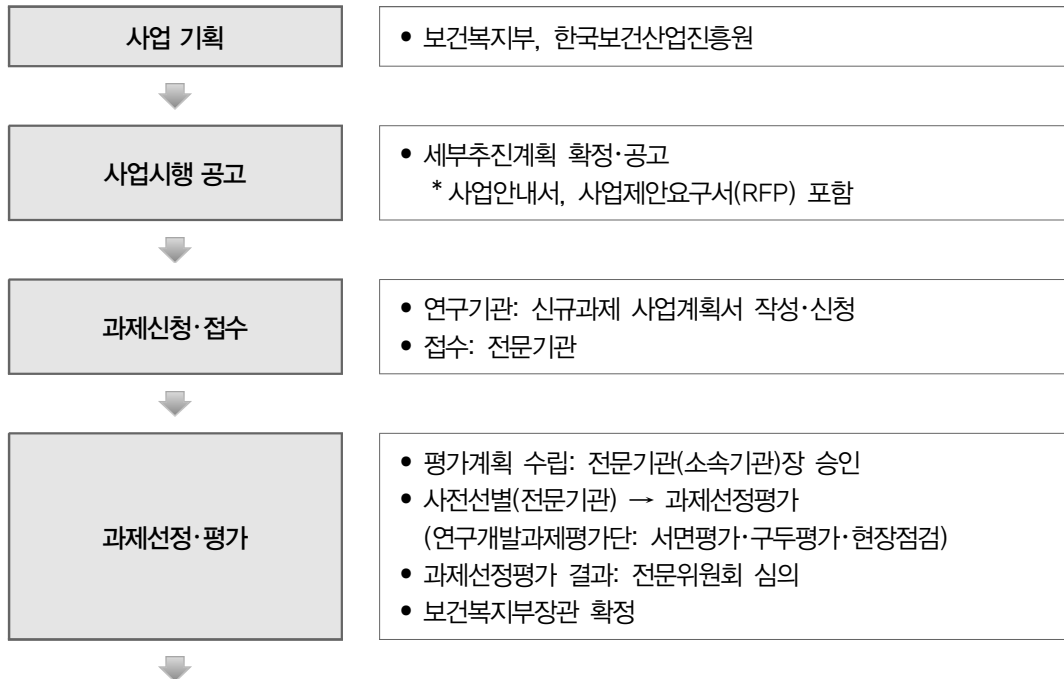 사업 기획
• 보건복지부, 한국보건산업진흥원
사업시행 공고
• 세부추진계획 확정·공고
* 사업안내서, 사업제안요구서(RFP) 포함
과제신청·접수
• 연구기관: 신규과제 사업계획서 작성·신청
• 접수: 전문기관
과제선정·평가
• 평가계획 수립: 전문기관(소속기관)장 승인
• 사전선별(전문기관) → 과제선정평가
(연구개발과제평가단: 서면평가·구두평가·현장점검)
• 과제선정평가 결과: 전문위원회 심의
• 보건복지부장관 확정